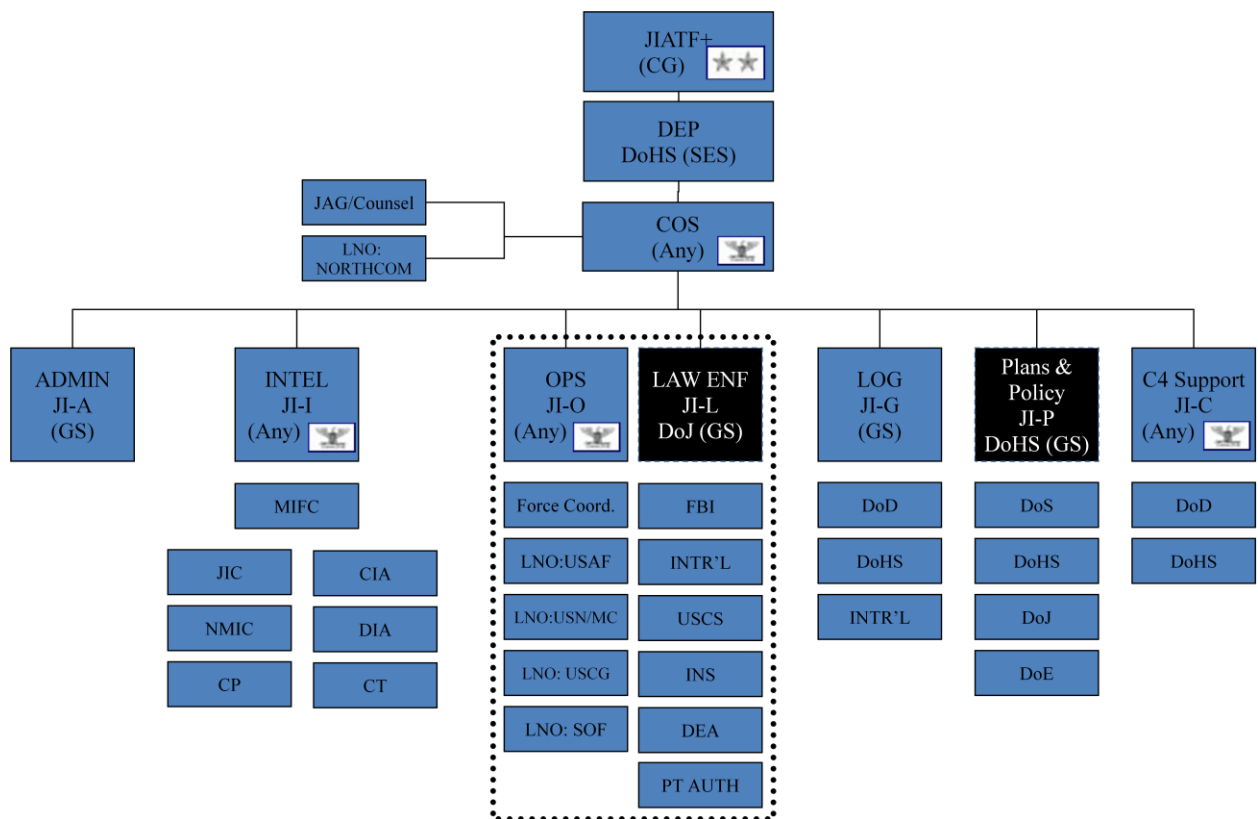 JIATF+
(CG)
DEP
DoHS (SES)
JAG/Counsel
LNO:
NORTHCOM
COS
(Any)
ADMIN
JI-A
(GS)
INTEL
JI-I
(Any)
OPS
JI-O
(Any)
LAW ENF
JI-L
DoJ (GS)
LOG
JI-G
(GS)
Plans &
Policy
JI-P
DoHS (GS)
C4 Support
JI-C
(Any)
MIFC
JIC
CIA
NMIC
DIA
CP
CT
Force Coord.
LNO:USAF
LNO:USN/MC
LNO: USCG
LNO: SOF
FBI
INTR'L
USCS
INS
DEA
PT AUTH
DoD
DoHS
INTR'L
DoS
DoHS
DoJ
DoE
DoD
DoHS